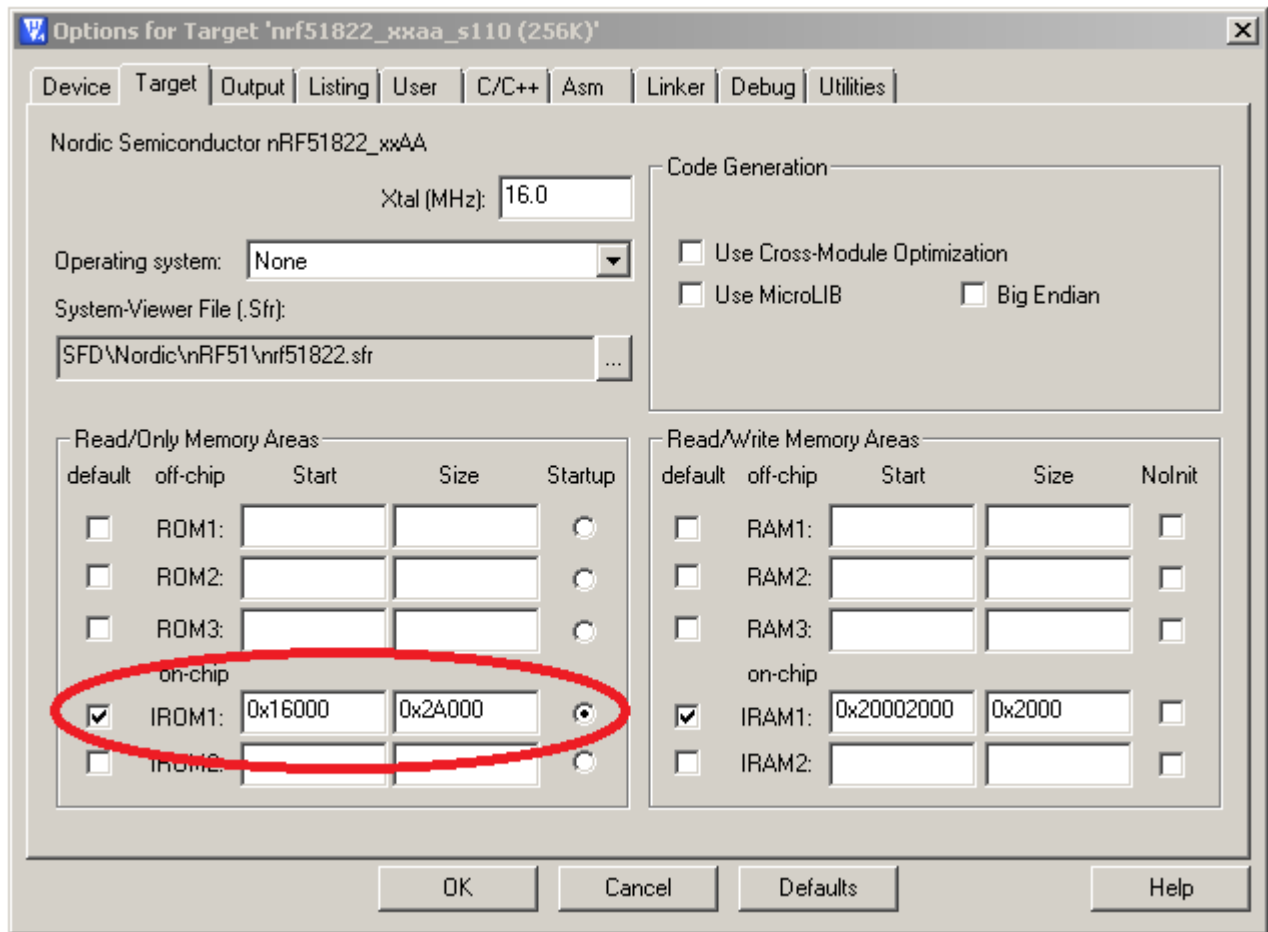 Options for Target 'nrf51822_xxaa_s110 (256K)'
Device Target Output Listing User C/C++ Asm Linker Debug Utilities
Nordic Semiconductor nRF51822_xxAA
Xtal (MHz): 16.0
Operating system: None
System-Viewer File (.Sfr):
SFD\Nordic\nRF51\nrf51822.sfr ...
Code Generation
Use Cross-Module Optimization
Use MicroLIB Big Endian
Read/Only Memory Areas
default off-chip Start Size Startup
ROM1:
ROM2:
ROM3:
on-chip
IROM1: 0x16000 0x2A000
IROM2:
Read/Write Memory Areas
default off-chip Start Size NoInit
RAM1:
RAM2:
RAM3:
on-chip
IRAM1: 0x20002000 0x2000
IRAM2:
OK Cancel Defaults Help